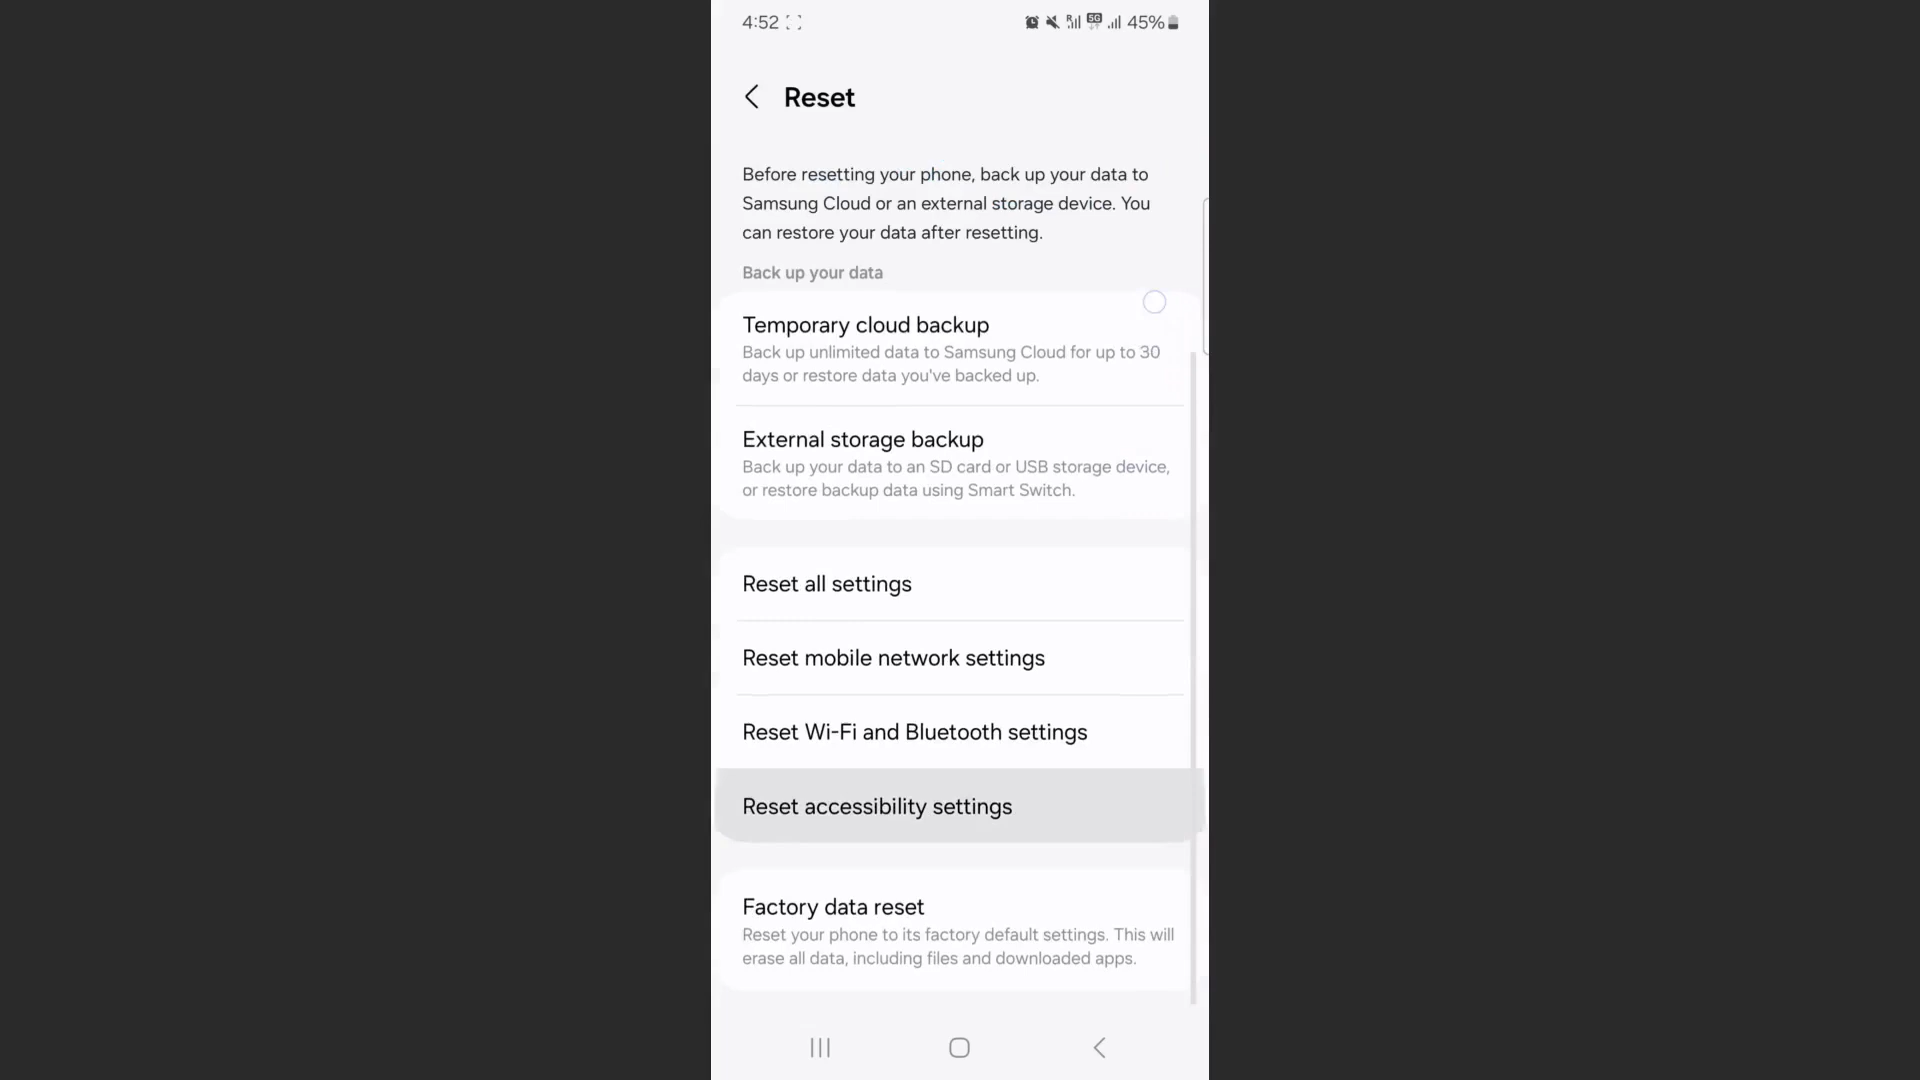 4:52
5G
45%
Reset
Before resetting your phone, back up your data to
Samsung Cloud or an external storage device. You
can restore your data after resetting.
Back up your data
Temporary cloud backup
Back up unlimited data to Samsung Cloud for up to 30
days or restore data you've backed up.
External storage backup
Back up your data to an SD card or USB storage device,
or restore backup data using Smart Switch.
Reset all settings
Reset mobile network settings
Reset Wi-Fi and Bluetooth settings
Reset accessibility settings
Factory data reset
Reset your phone to its factory default settings. This will
erase all data, including files and downloaded apps.